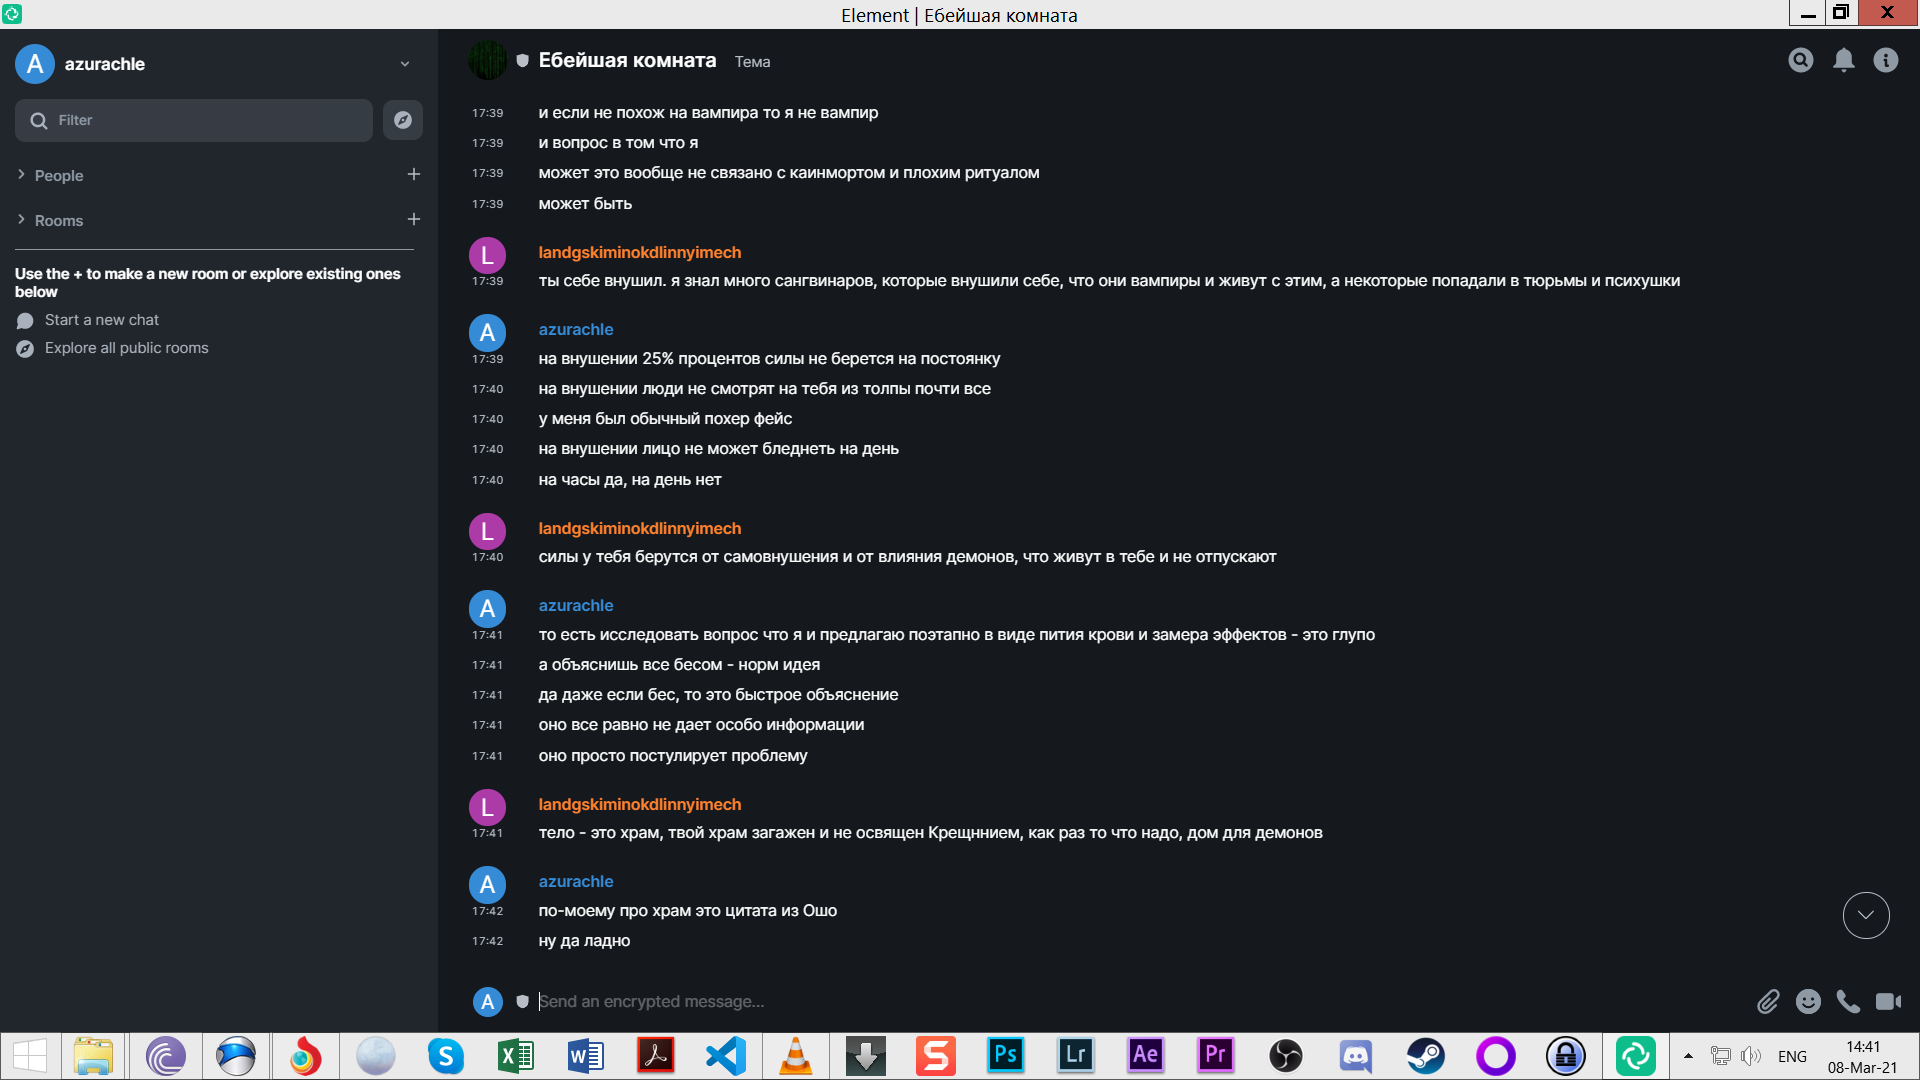 Element | Ебейшая комната
A
azurachle
Filter
People
Rooms
Use the + to make a new room or explore existing ones
below
Start a new chat
Explore all public rooms
Ебейшая комната Тема
17:39 и если не похож на вампира то я не вампир
17:39 и вопрос в том что я
17:39 может это вообще не связано с каинмортом и плохим ритуалом
17:39 может быть
L landgskiminokdlinnyimech
17:39 ты себе внушил. я знал много сангвинаров, которые внушили себе, что они вампиры и живут с этим, а некоторые попадали в тюрьмы и психушки
A azurachle
17:39 на внушении 25% процентов силы не берется на постоянку
17:40 на внушении люди не смотрят на тебя из толпы почти все
17:40 у меня был обычный похер фейс
17:40 на внушении лицо не может бледнеть на день
17:40 на часы да, на день нет
L landgskiminokdlinnyimech
17:40 силы у тебя берутся от самовнушения и от влияния демонов, что живут в тебе и не отпускают
A azurachle
17:41 то есть исследовать вопрос что я и предлагаю поэтапно в виде пития крови и замера эффектов - это глупо
17:41 а объяснишь все бесом - норм идея
17:41 да даже если бес, то это быстрое объяснение
17:41 оно все равно не дает особо информации
17:41 оно просто постулирует проблему
L landgskiminokdlinnyimech
17:41 тело - это храм, твой храм загажен и не освящен Крещннием, как раз то что надо, дом для демонов
A azurachle
17:42 по-моему про храм это цитата из Ошо
17:42 ну да ладно
A Send an encrypted message...
S X W S Ps Lr Ae Pr ENG 14:41
08-Mar-21